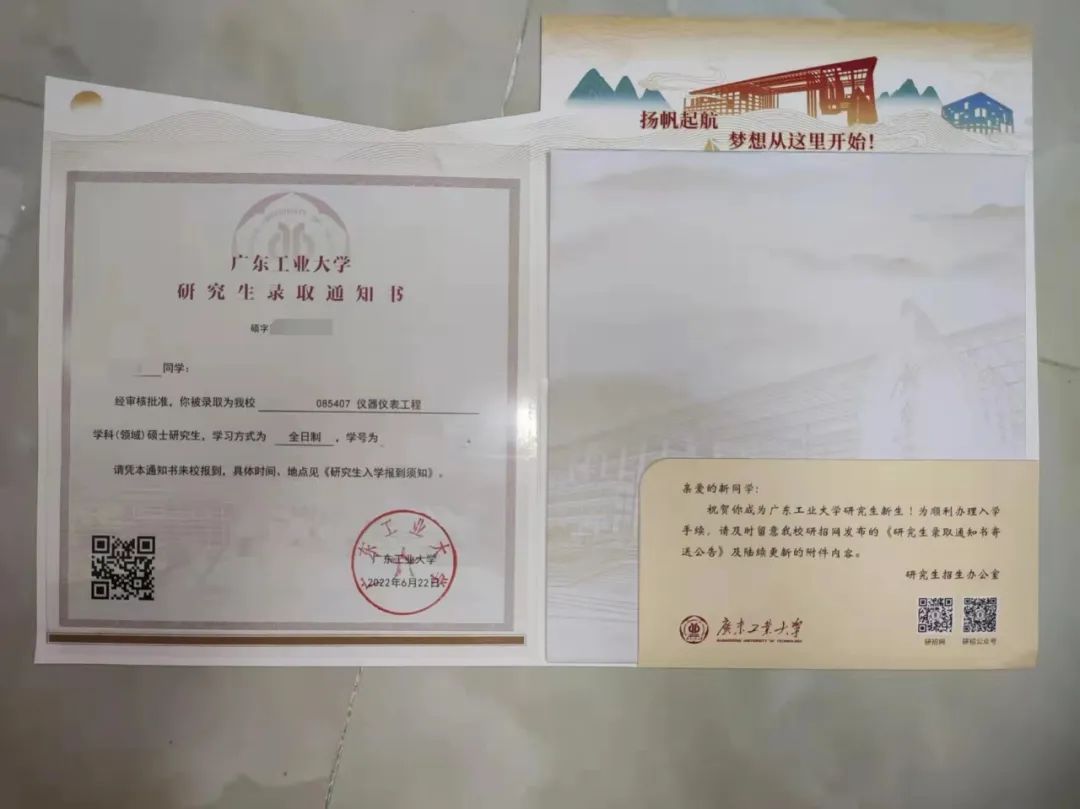 广东工业大学
研究生录取通知书
硕字
同学：
经审核批准，你被录取为我校 085407 仪器仪表工程
学科(领域)硕士研究生，学习方式为 全日制 ，学号为
请凭本通知书来校报到，具体时间、地点见《研究生入学报到须知》。
广东工业大学
广东工业大学
2022年6月22日
扬帆起航
梦想从这里开始！
亲爱的新同学：
祝贺你成为广东工业大学研究生新生！为顺利办理入学
手续，请及时留意我校研招网发布的《研究生录取通知书寄
送公告》及陆续更新的附件内容。
研究生招生办公室
廣東工業大學
GUANGDONG UNIVERSITY OF TECHNOLOGY
研招网
研招公众号